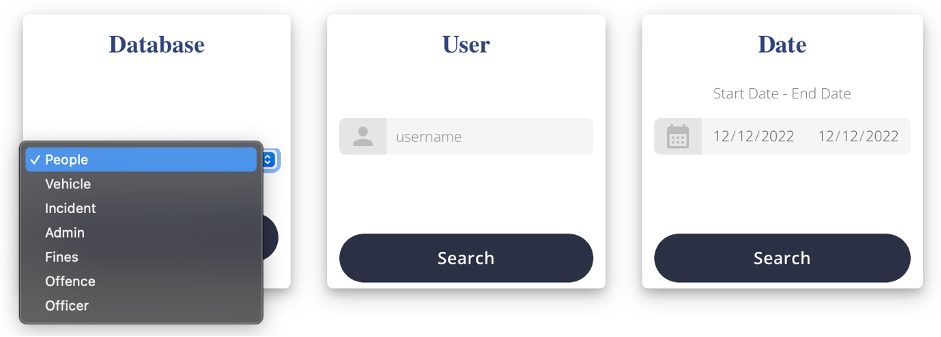 Database
✓ People
Vehicle
Incident
Admin
Fines
Offence
Officer
User
username
Search
Date
Start Date - End Date
12/12/2022 12/12/2022
Search